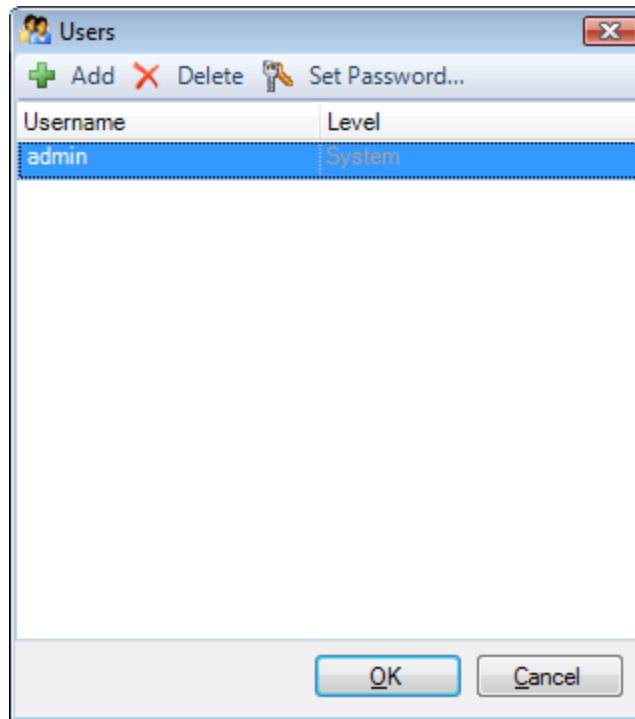 Users
Add Delete Set Password...
Username Level
admin System
OK Cancel